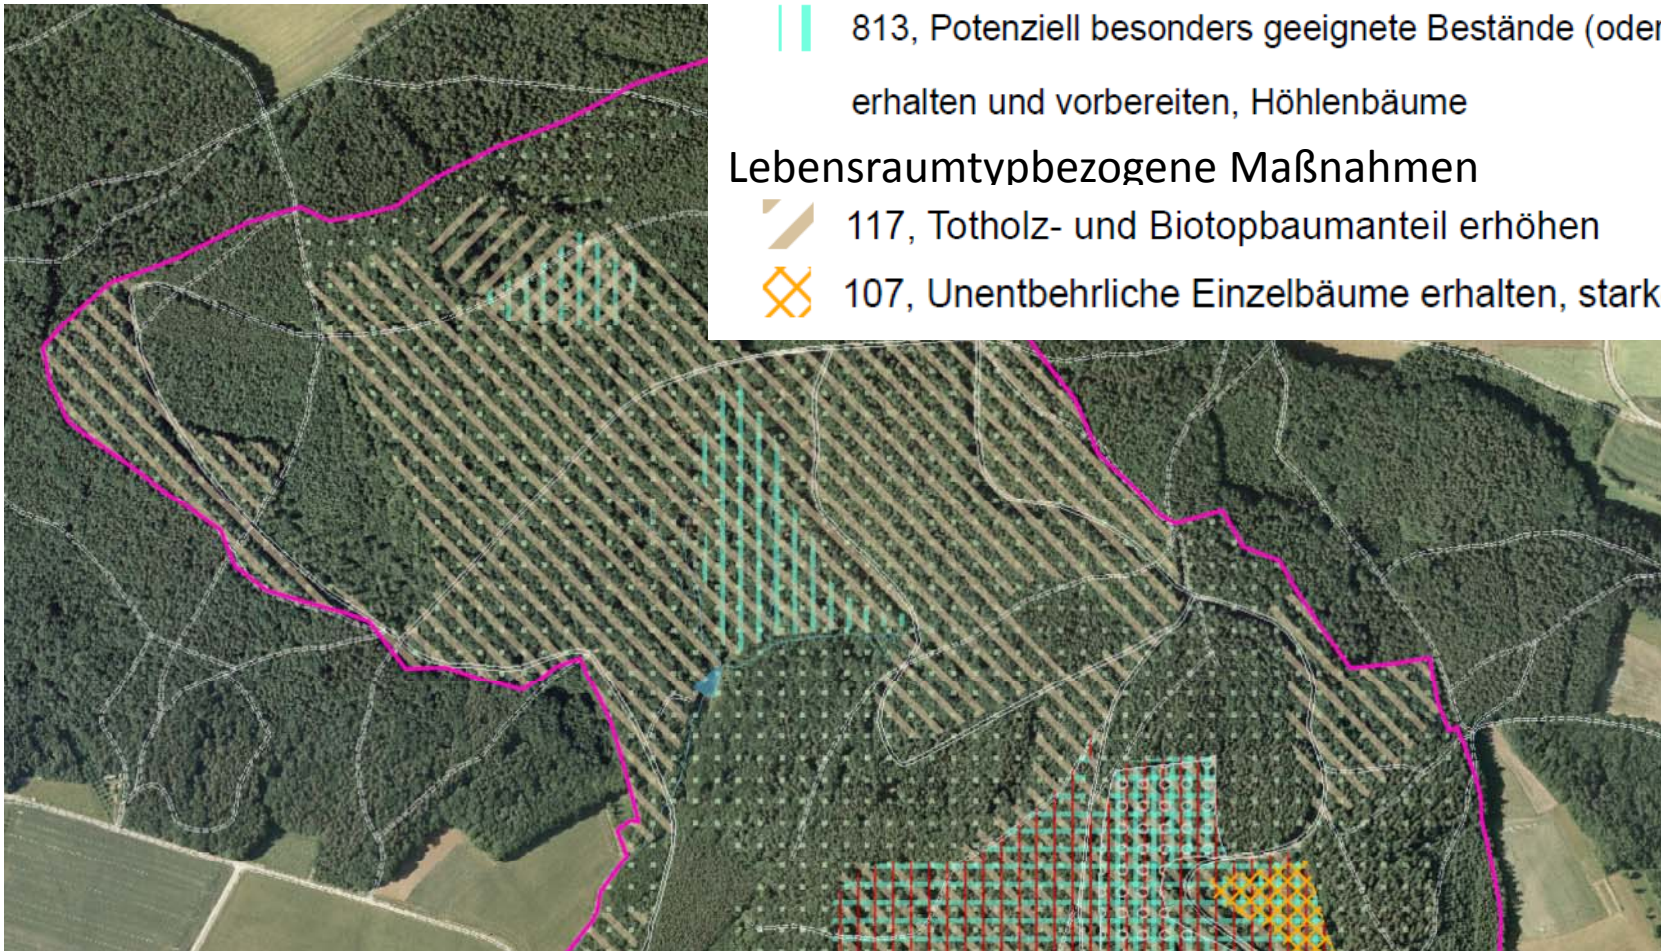 813, Potenziell besonders geeignete Bestände (oder
erhalten und vorbereiten, Höhlenbäume
Lebensraumtypbezogene Maßnahmen
117, Totholz- und Biotopbaumanteil erhöhen
107, Unentbehrliche Einzelbäume erhalten, stark